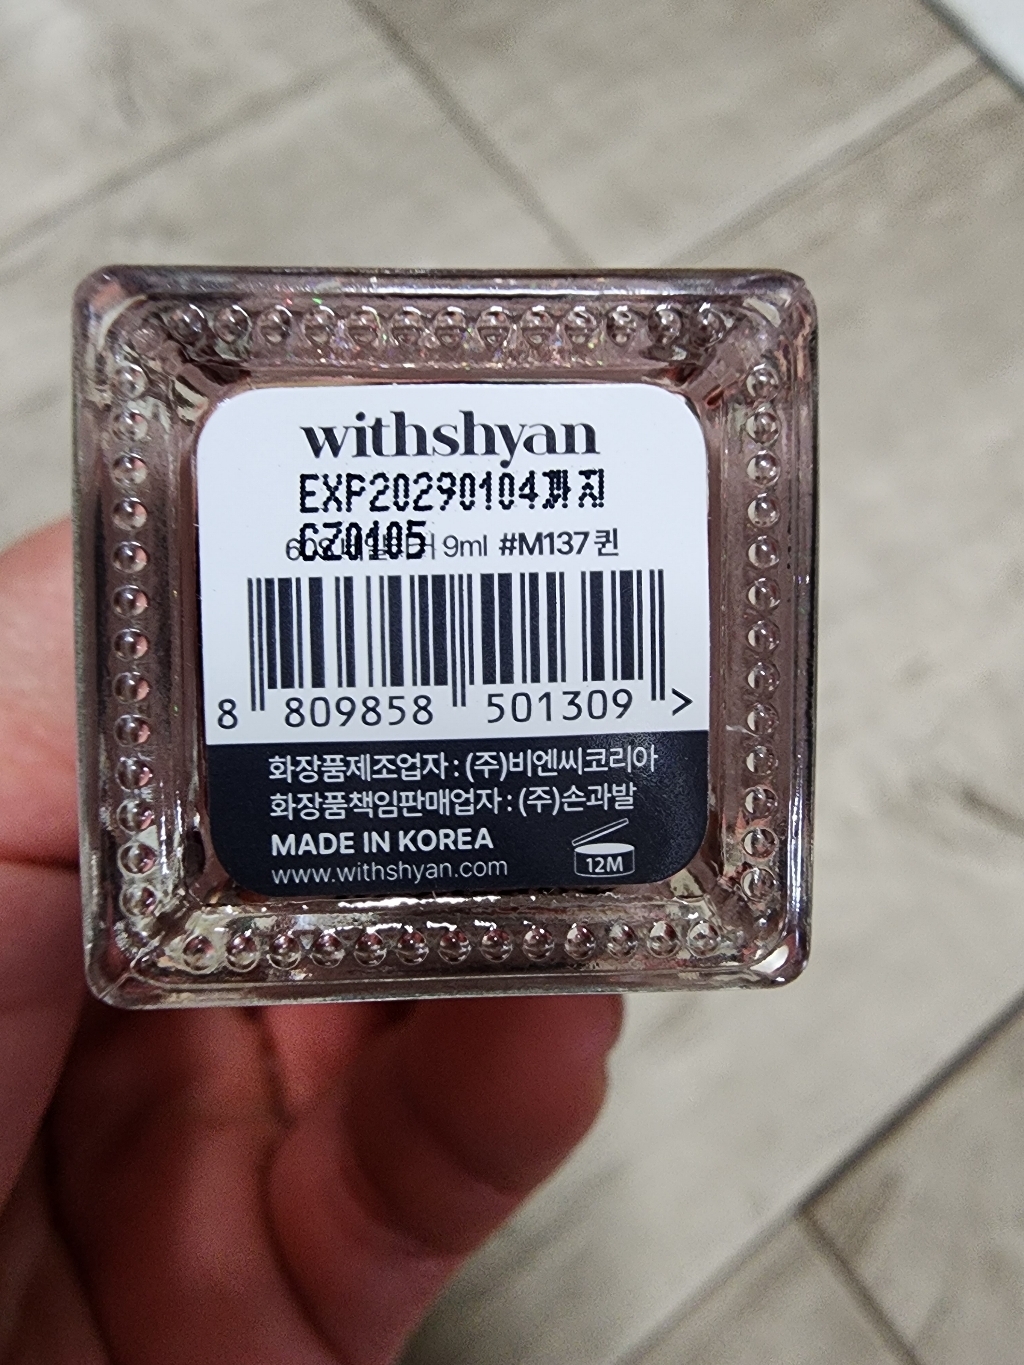 withshyan
EXP20290104까지
CZ0105
9ml #M137 퀸
8 809858 501309 >
화장품제조업자 : (주)비엔씨코리아
화장품책임판매업자 : (주)손과발
MADE IN KOREA
www.withshyan.com
12M